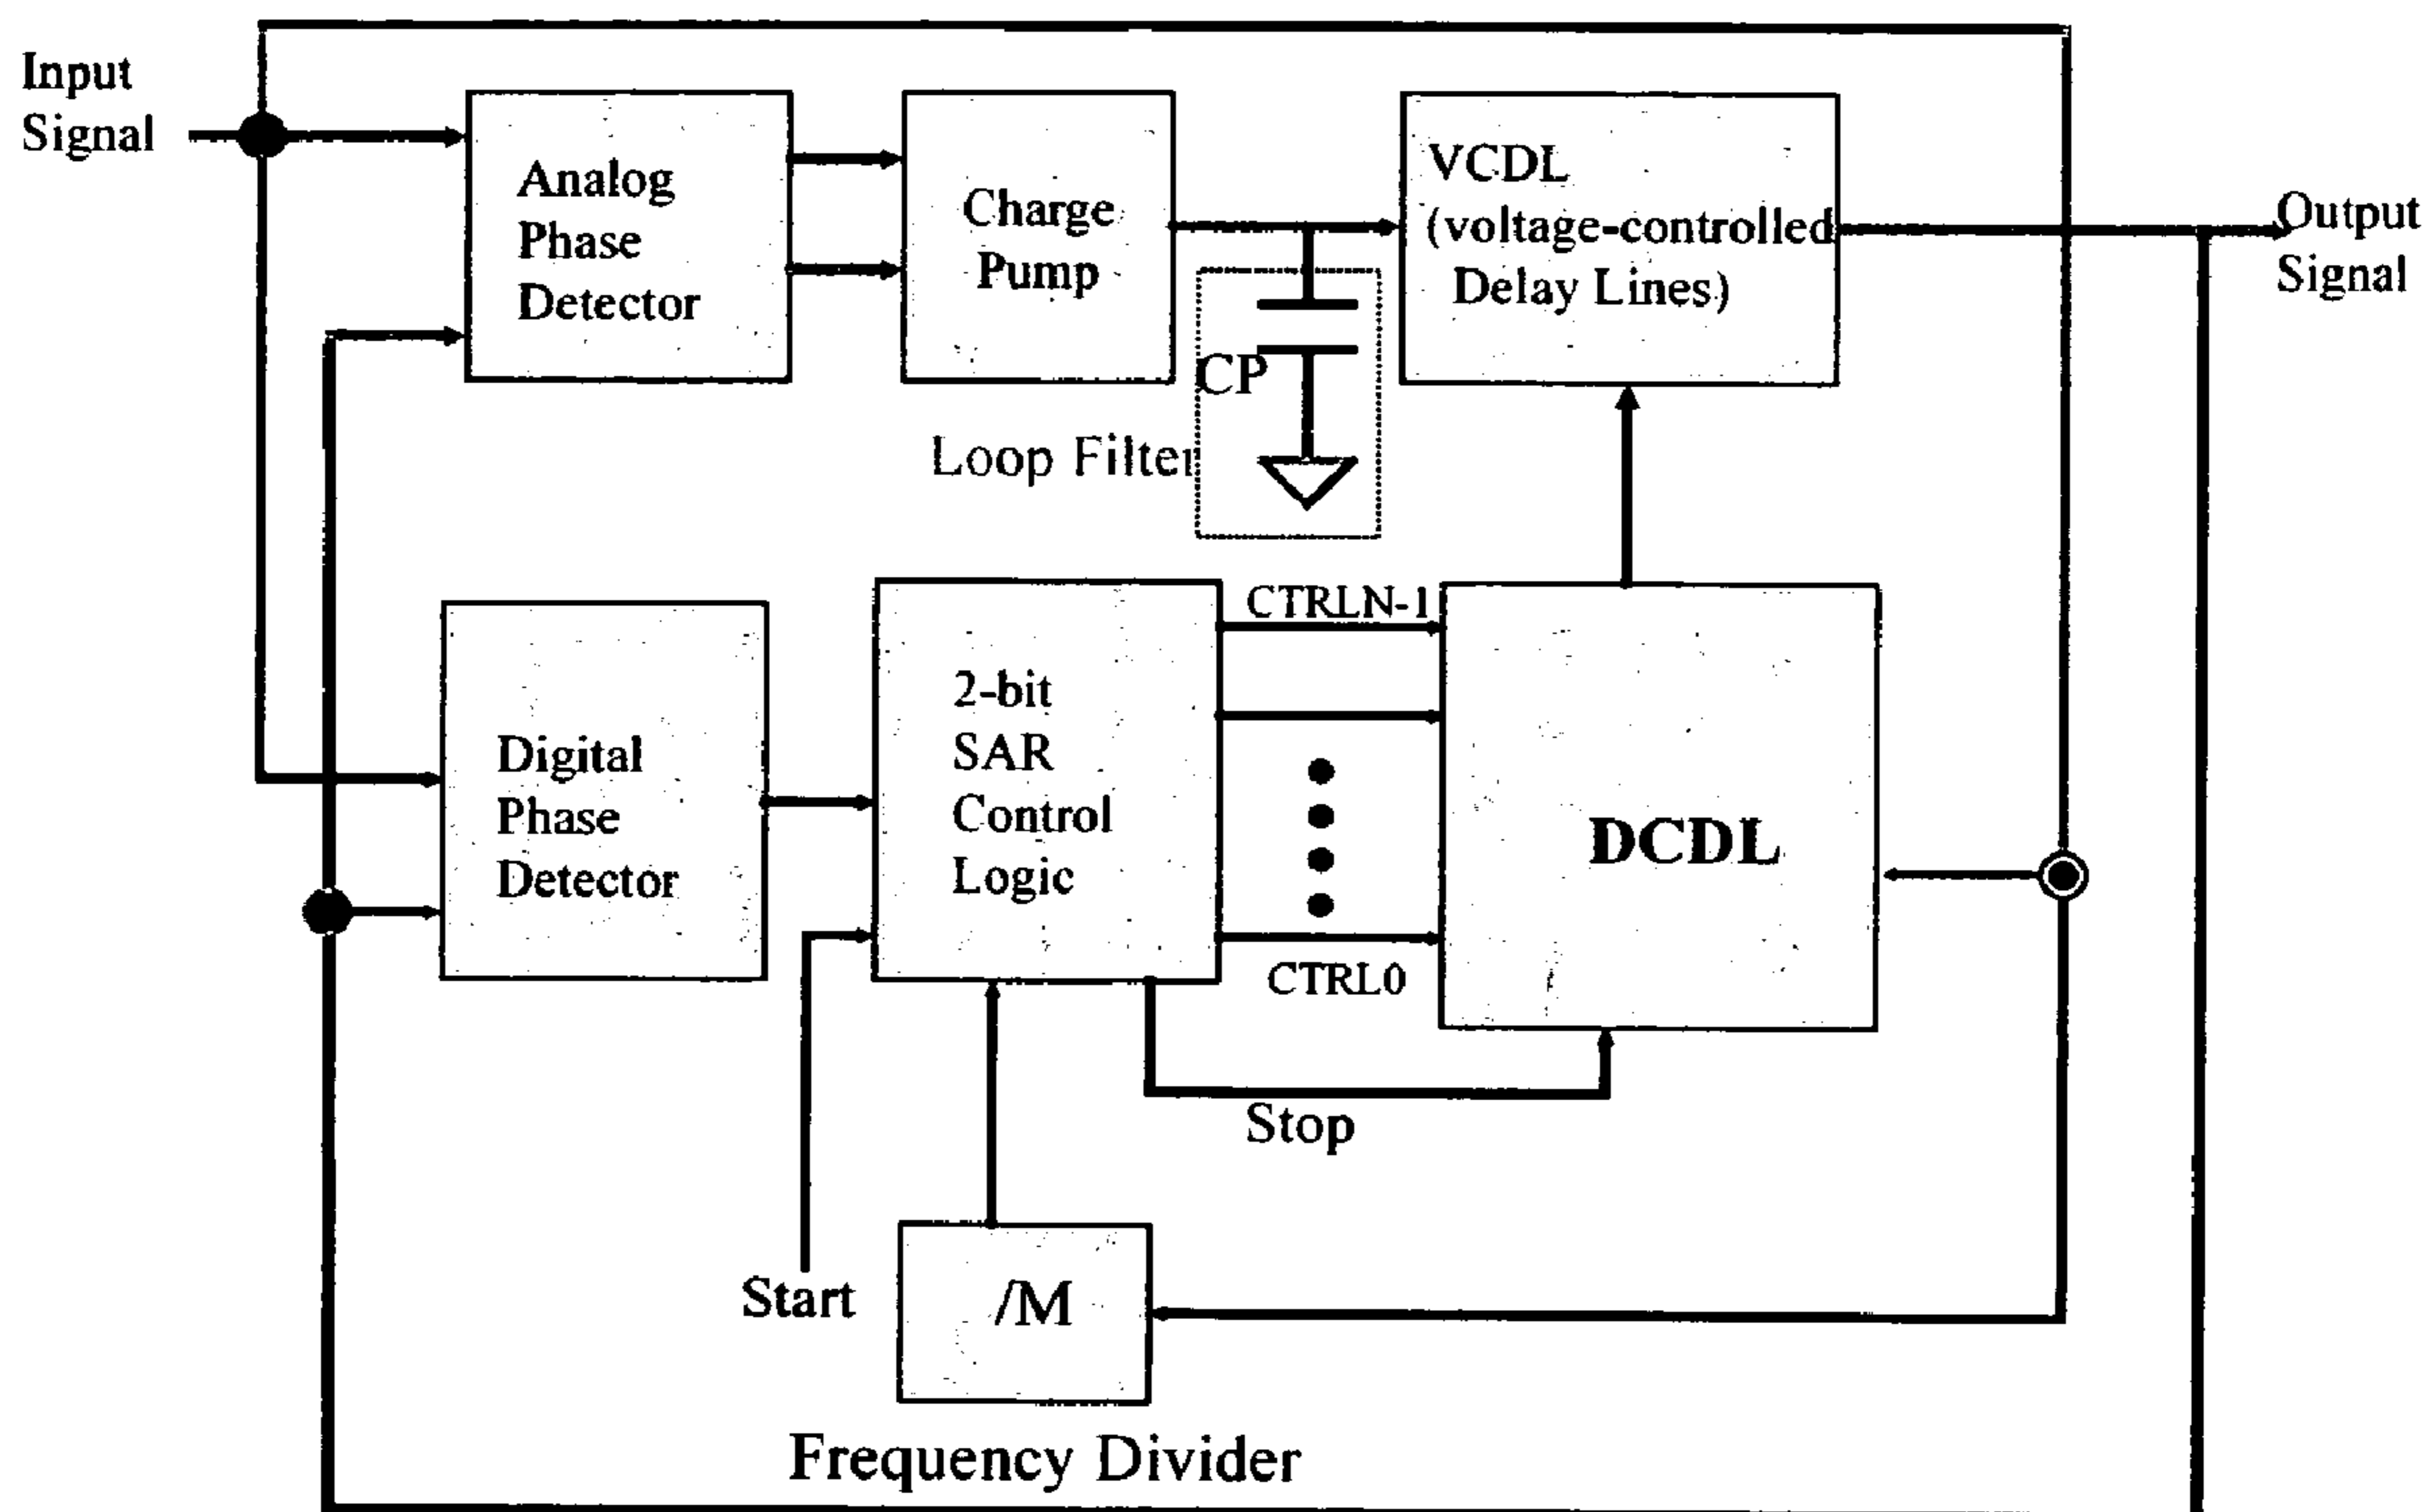 Input
Signal
Analog
Phase
Detector
Charge
Pump
VCDL
(voltage-controlled
Delay Lines)
Output
Signal
CP
Loop Filter
Digital
Phase
Detector
2-bit
SAR
Control
Logic
CTRLN-1
CTRL0
DCDL
Stop
Start
/M
Frequency Divider